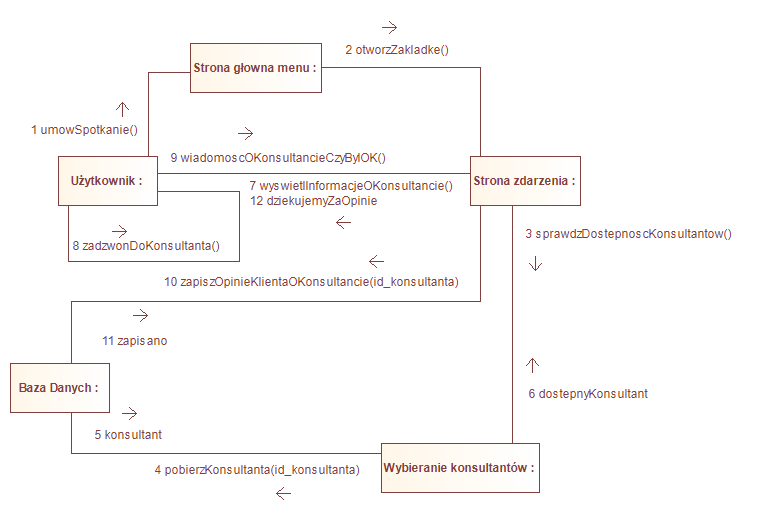 2 otworzZakladke()
Strona głowna menu :
1 umowSpotkanie()
9 wiadomoscOKonsultancieCzyBylOK()
Użytkownik :
Strona zdarzenia :
7 wyswietlInformacjeOKonsultancie()
12 dziekujemyZaOpinie
3 sprawdzDostepnoscKonsultantow()
8 zadzwonDoKonsultanta()
10 zapiszOpinieKlientaOKonsultancie(id_konsultanta)
11 zapisano
Baza Danych :
6 dostepnyKonsultant
5 konsultant
4 pobierzKonsultanta(id_konsultanta)
Wybieranie konsultantów :